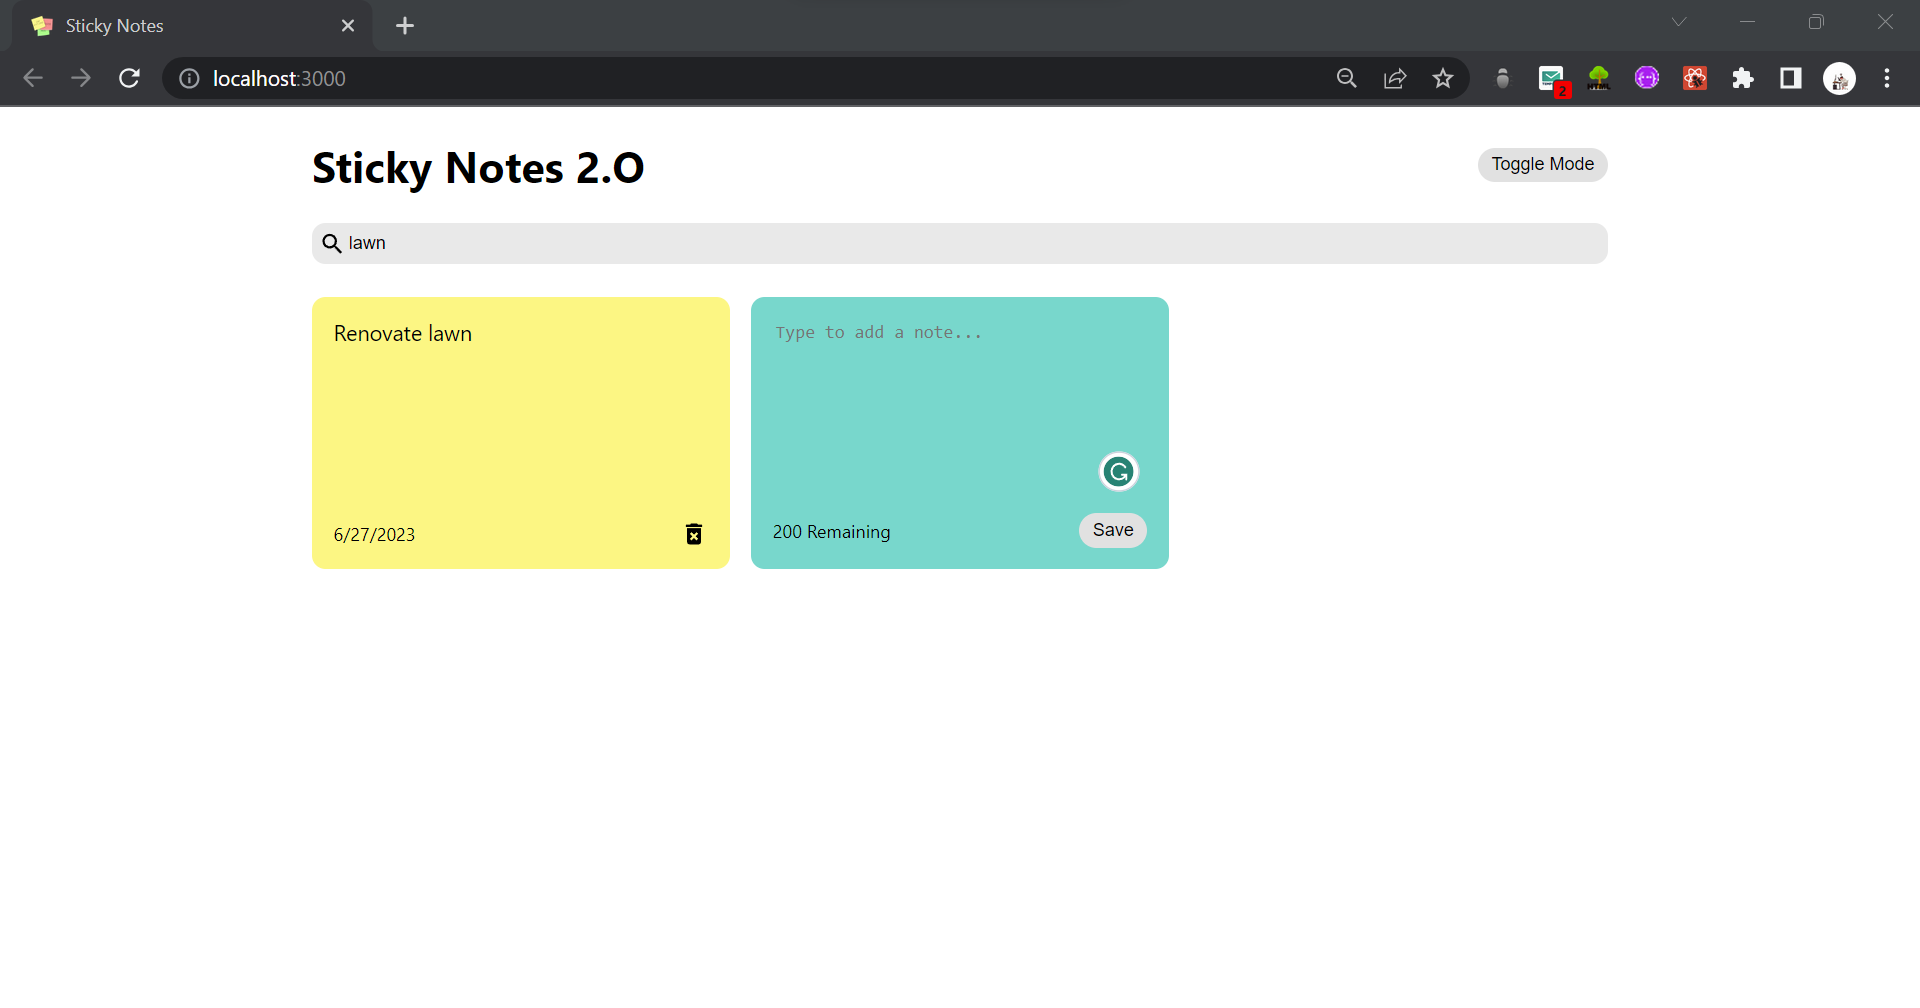 Sticky Notes
localhost:3000
2
Sticky Notes 2.O
Toggle Mode
lawn
Renovate lawn
6/27/2023
Type to add a note...
200 Remaining
Save